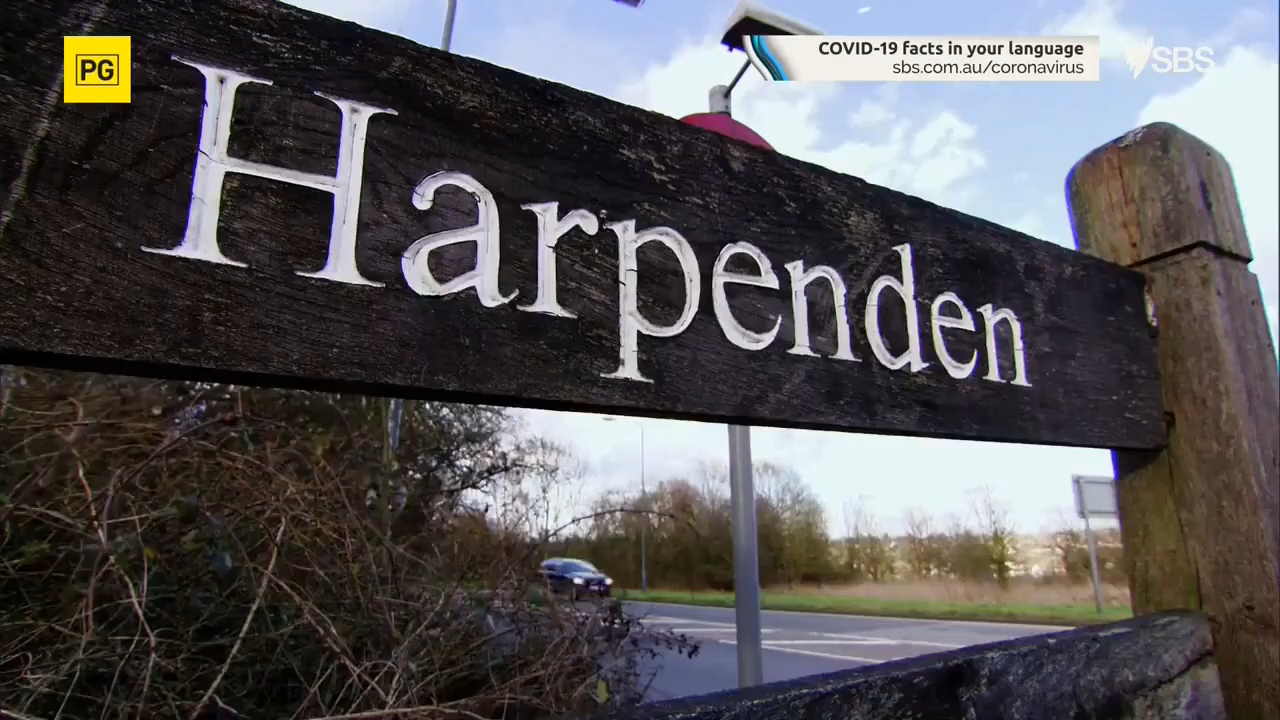 PG
COVID-19 facts in your language
sbs.com.au/coronavirus
SBS
Harpenden